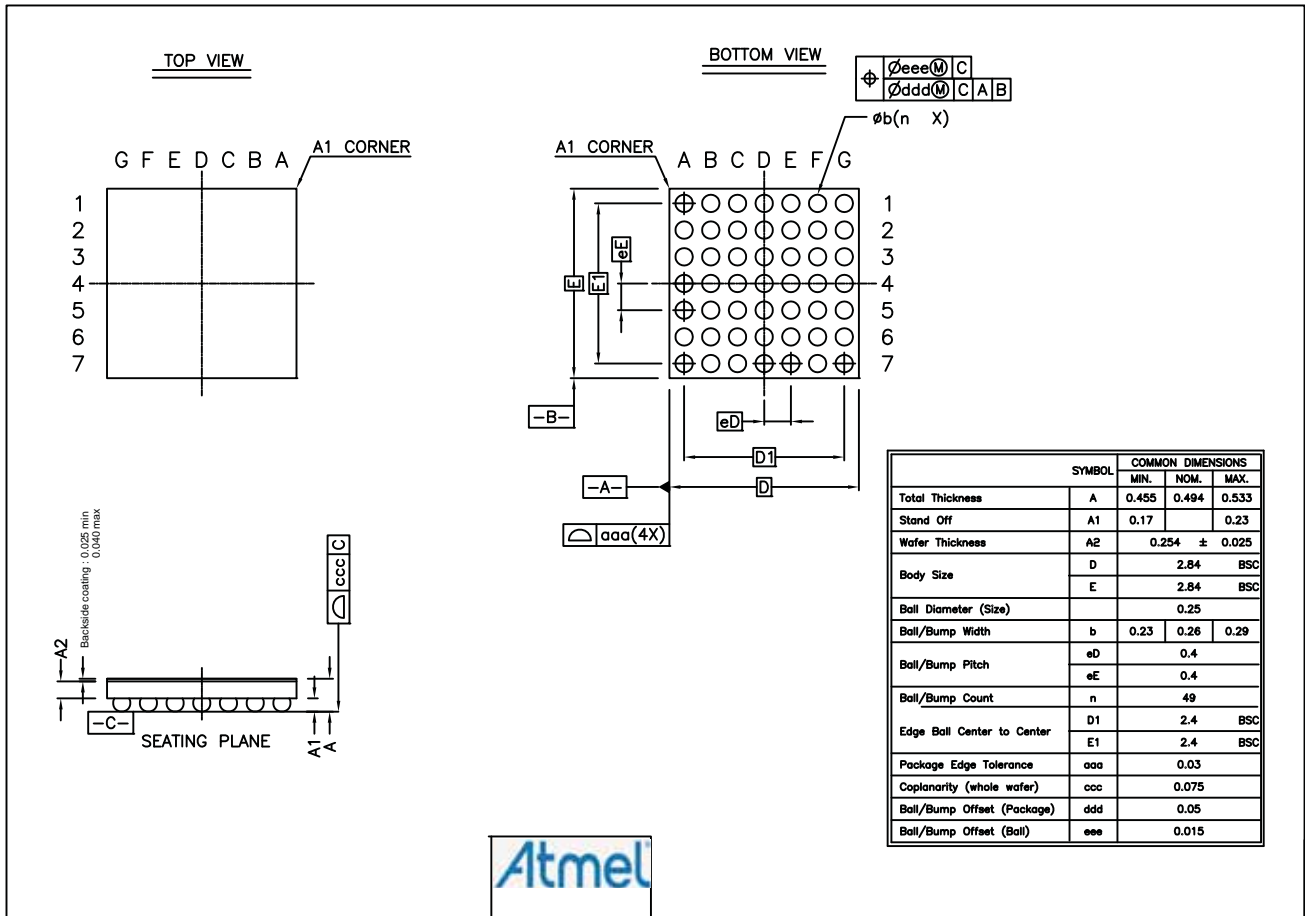 TOP VIEW
A1 CORNER
G F E D C B A
1
2
3
4
5
6
7
BOTTOM VIEW
Øeee Ⓜ C
Øddd Ⓜ C A B
øb(n X)
A1 CORNER
A B C D E F G
1
2
3
4
5
6
7
E
E1
eE
-B-
eD
D1
-A-
D
aaa(4X)
Backside coating : 0.025 min
0.040 max
A2
ccc C
-C-
SEATING PLANE
A1
A
SYMBOL COMMON DIMENSIONS
MIN. NOM. MAX.
Total Thickness A 0.455 0.494 0.533
Stand Off A1 0.17 0.23
Wafer Thickness A2 0.254 ± 0.025
Body Size D 2.84 BSC
E 2.84 BSC
Ball Diameter (Size) 0.25
Ball/Bump Width b 0.23 0.26 0.29
Ball/Bump Pitch eD 0.4
eE 0.4
Ball/Bump Count n 49
Edge Ball Center to Center D1 2.4 BSC
E1 2.4 BSC
Package Edge Tolerance aaa 0.03
Coplanarity (whole wafer) ccc 0.075
Ball/Bump Offset (Package) ddd 0.05
Ball/Bump Offset (Ball) eee 0.015
Atmel